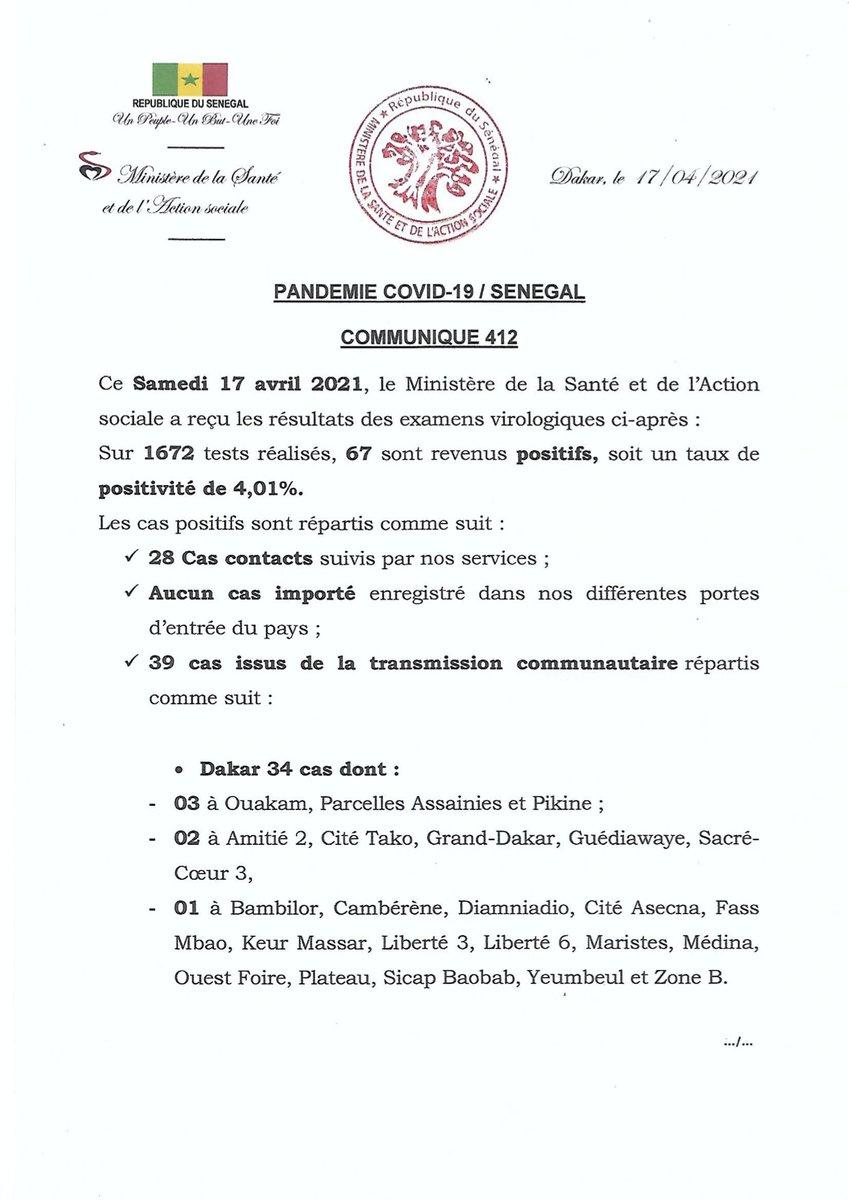 REPUBLIQUE DU SENEGAL
Un Peuple-Un But-Une Foi
Ministère de la Santé
et de l'Action sociale
★ République du Sénégal ★
MINISTERE DE LA SANTE ET DE L'ACTION SOCIALE
Dakar, le 17/04/2021
PANDEMIE COVID-19 / SENEGAL
COMMUNIQUE 412
Ce Samedi 17 avril 2021, le Ministère de la Santé et de l'Action
sociale a reçu les résultats des examens virologiques ci-après :
Sur 1672 tests réalisés, 67 sont revenus positifs, soit un taux de
positivité de 4,01%.
Les cas positifs sont répartis comme suit :
✓ 28 Cas contacts suivis par nos services ;
✓ Aucun cas importé enregistré dans nos différentes portes
d'entrée du pays ;
✓ 39 cas issus de la transmission communautaire répartis
comme suit :
• Dakar 34 cas dont :
- 03 à Ouakam, Parcelles Assainies et Pikine ;
- 02 à Amitié 2, Cité Tako, Grand-Dakar, Guédiawaye, Sacré-
Cœur 3,
- 01 à Bambilor, Cambérène, Diamniadio, Cité Asecna, Fass
Mbao, Keur Massar, Liberté 3, Liberté 6, Maristes, Médina,
Ouest Foire, Plateau, Sicap Baobab, Yeumbeul et Zone B.
.../...